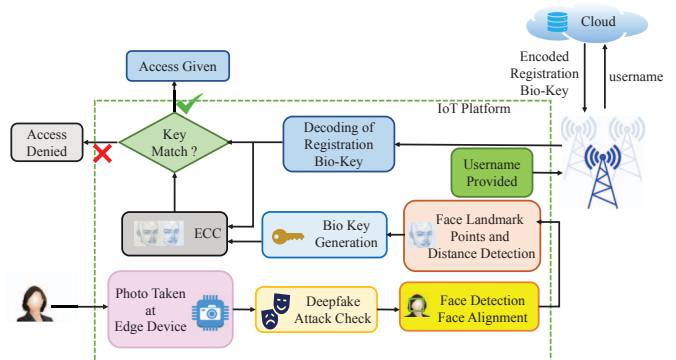 Cloud
Encoded
Registration
Bio-Key
username
Access Given
IoT Platform
Access
Denied
Key
Match ?
Decoding of
Registration
Bio-Key
Username
Provided
ECC
Bio Key
Generation
Face Landmark
Points and
Distance Detection
Photo Taken
at
Edge Device
Deepfake
Attack Check
Face Detection
Face Alignment